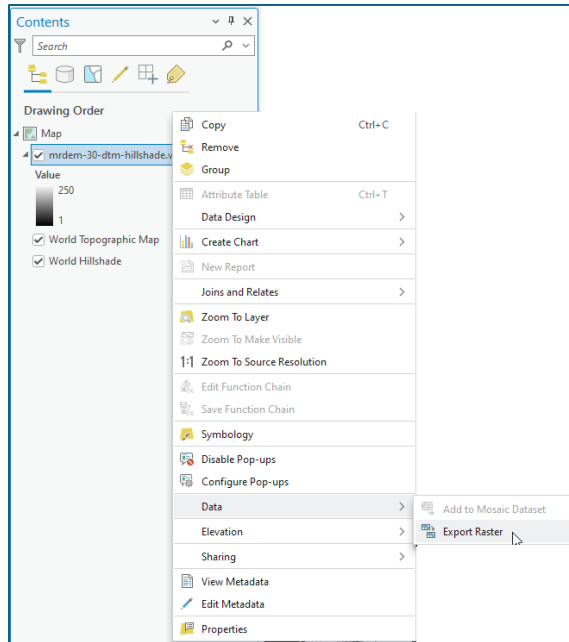 Contents
Search
Drawing Order
Map
mrdem-30-dtm-hillshade.v
Value
250
1
World Topographic Map
World Hillshade
Copy Ctrl+C
Remove
Group
Attribute Table Ctrl+T
Data Design
Create Chart
New Report
Joins and Relates
Zoom To Layer
Zoom To Make Visible
1:1 Zoom To Source Resolution
Edit Function Chain
Save Function Chain
Symbology
Disable Pop-ups
Configure Pop-ups
Data
Add to Mosaic Dataset
Elevation
Export Raster
Sharing
View Metadata
Edit Metadata
Properties